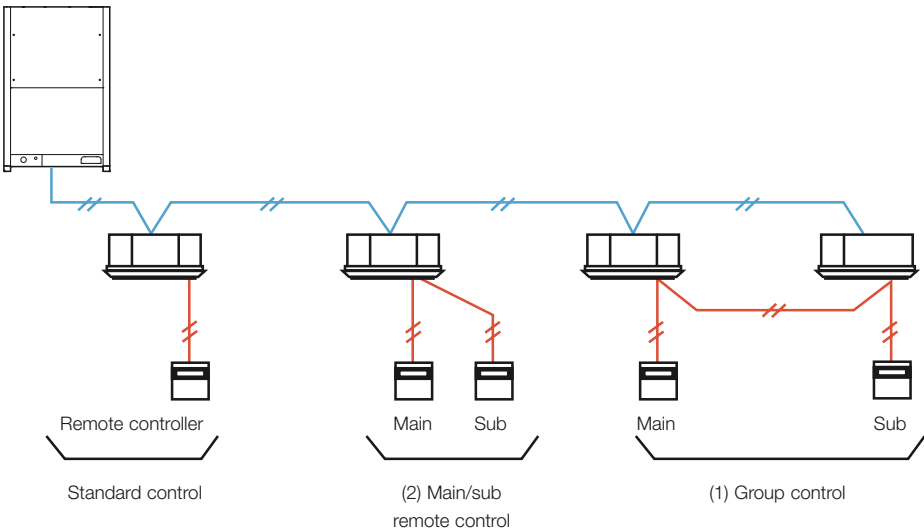 Remote controller
Main
Sub
Main
Sub
Standard control
(2) Main/sub
remote control
(1) Group control